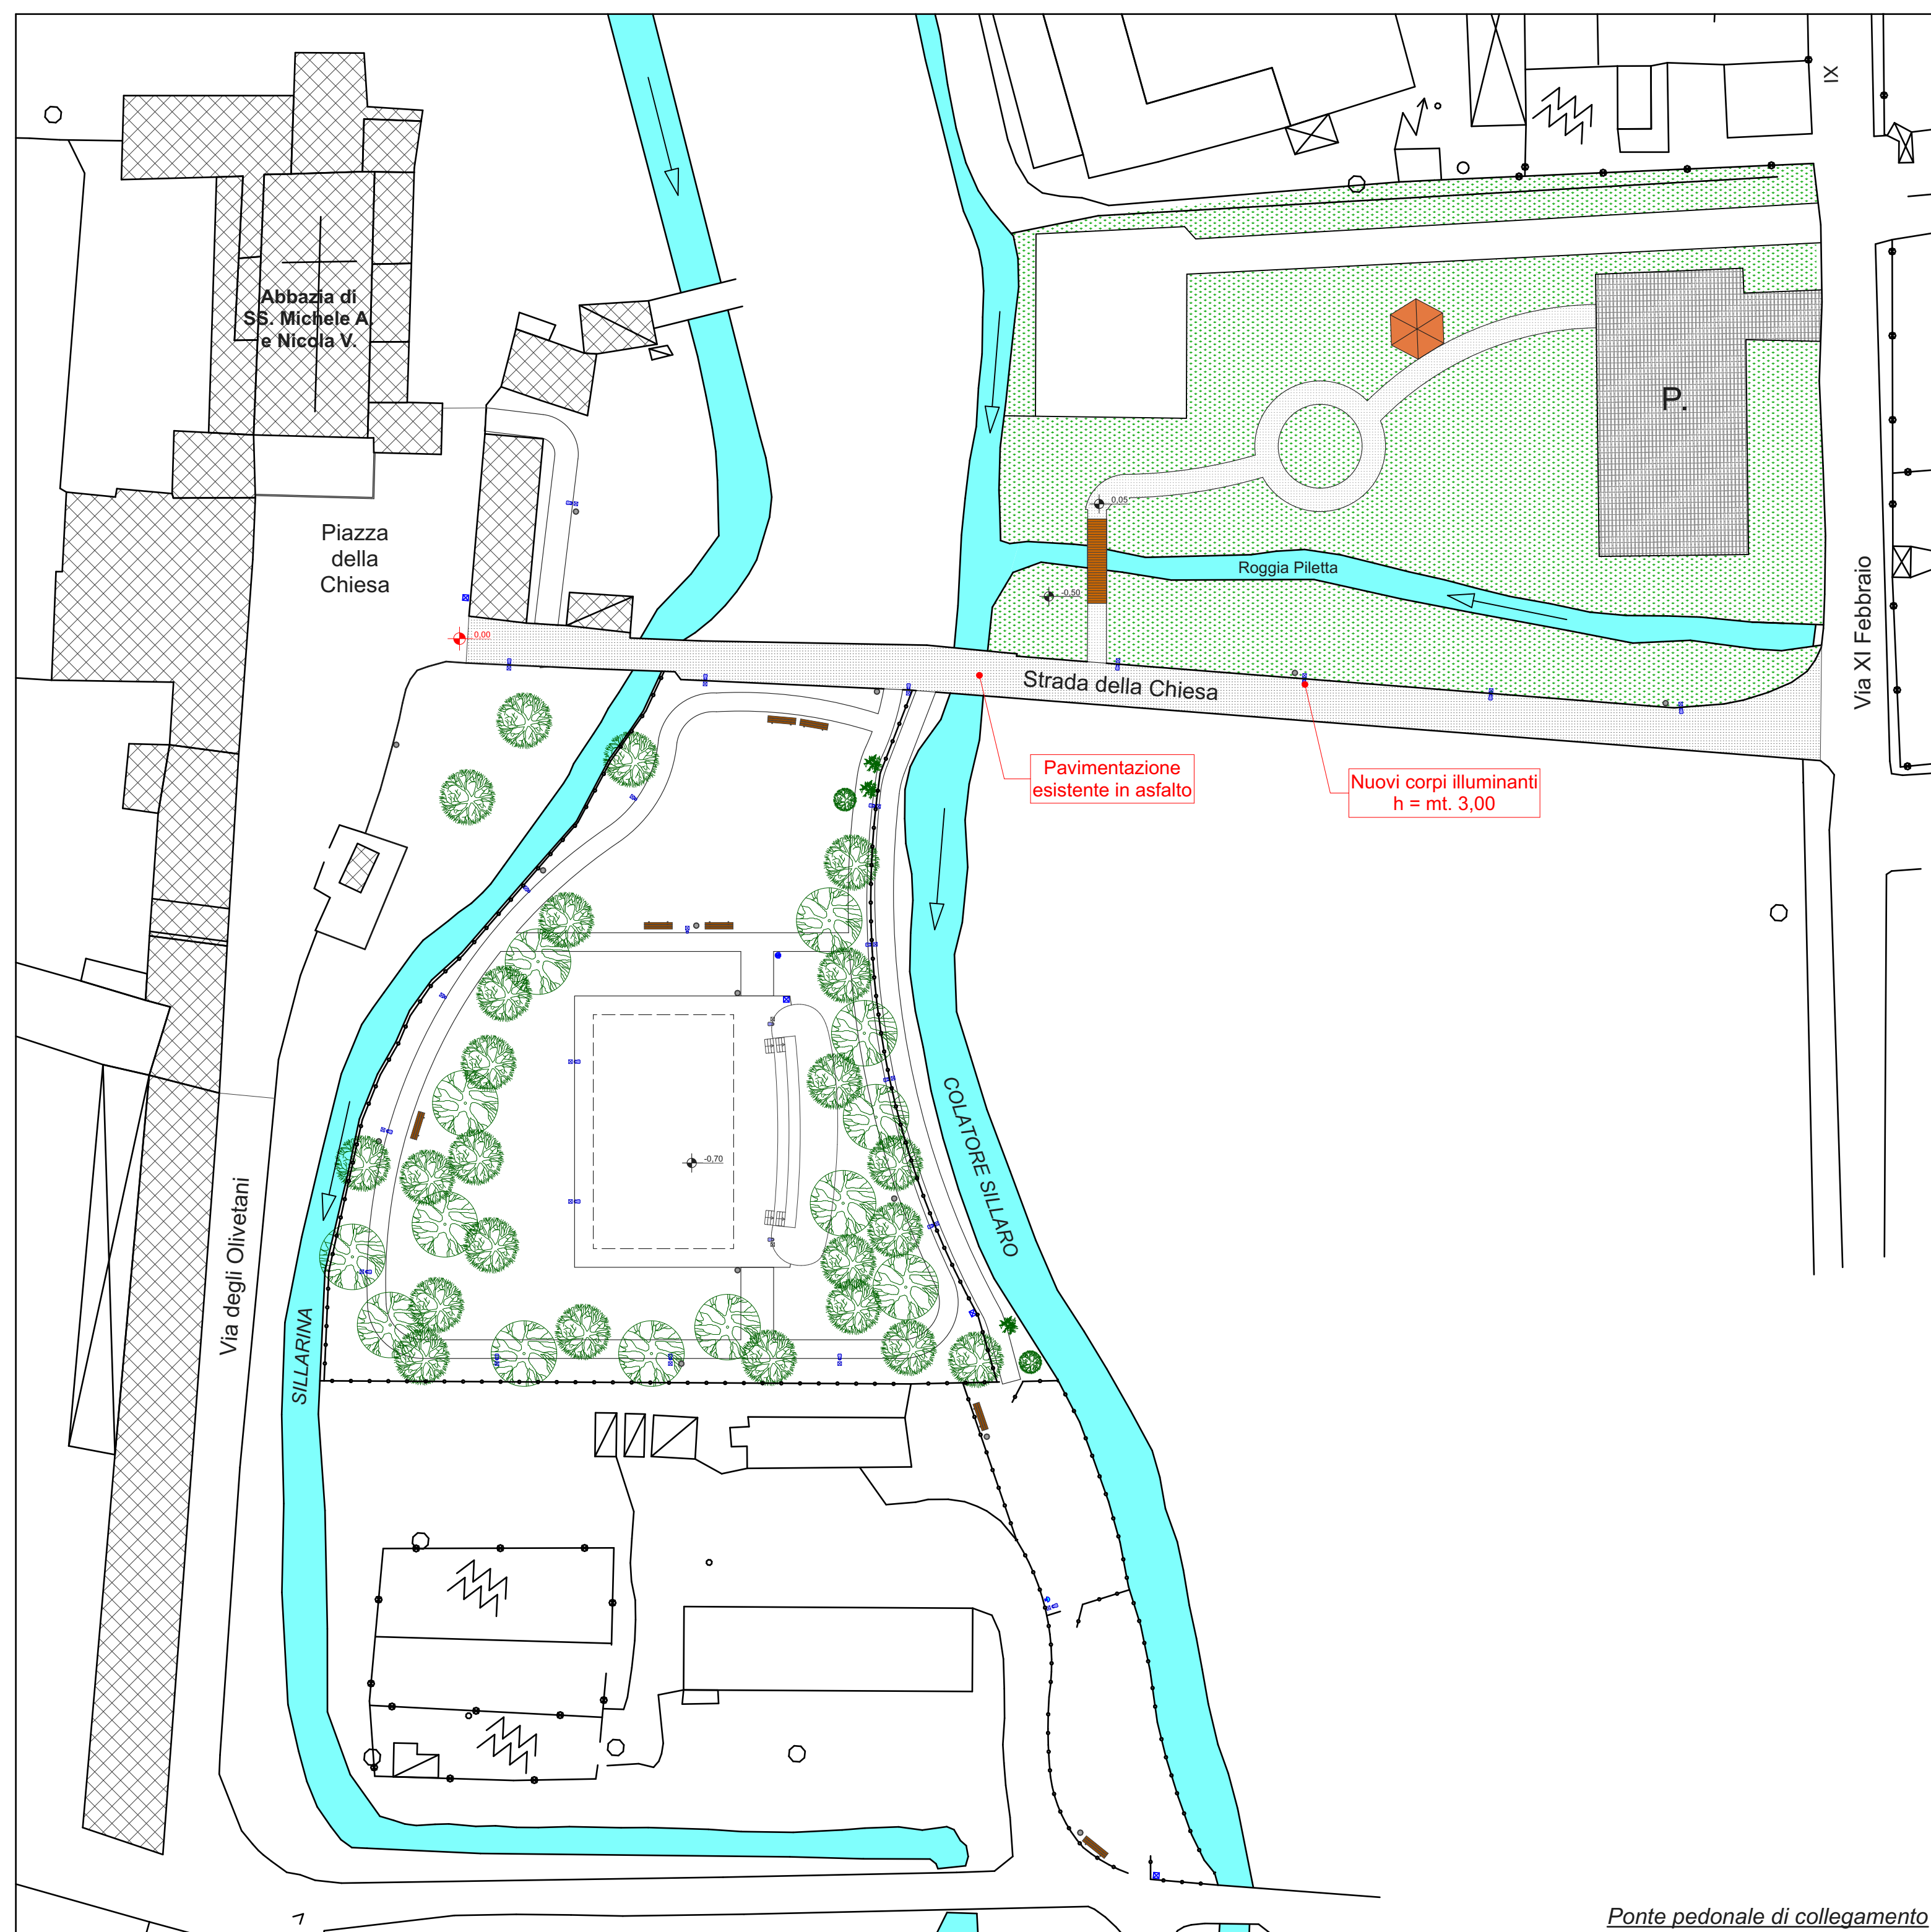 IX
Abbazia di
SS. Michele A.
e Nicola V.
P.
0,05
Piazza
della
Chiesa
Roggia Piletta
-0,50
0,00
Via XI Febbraio
Strada della Chiesa
Pavimentazione
esistente in asfalto
Nuovi corpi illuminanti
h = mt. 3,00
COLATORE SILLARO
-0,70
Via degli Olivetani
SILLARINA
Ponte pedonale di collegamento